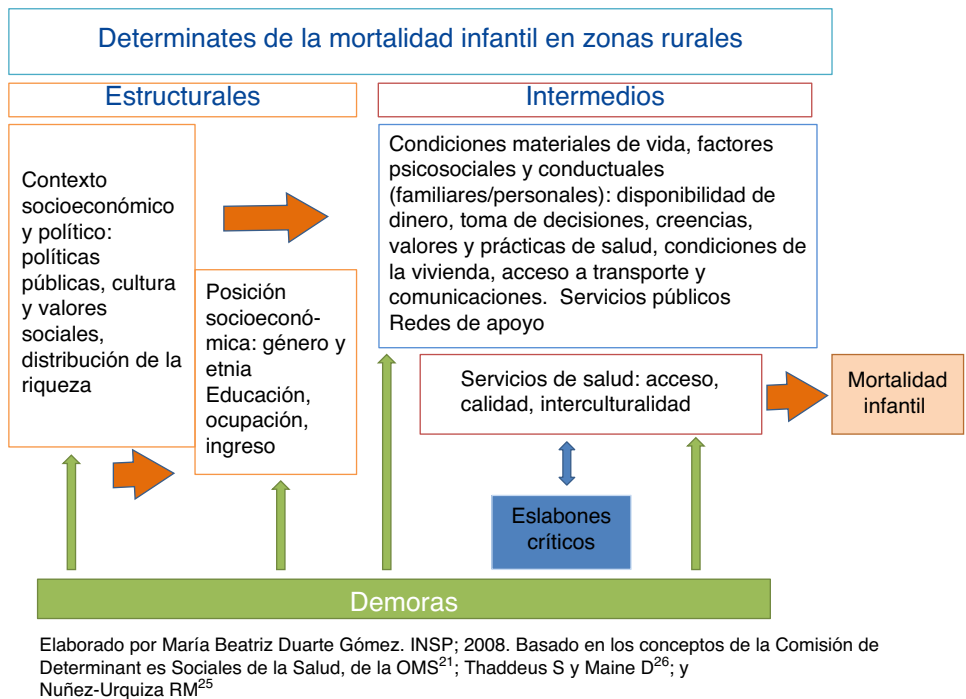 Determinates de la mortalidad infantil en zonas rurales
Estructurales
Intermedios
Contexto
socioeconómico
y político:
políticas
públicas, cultura
y valores
sociales,
distribución de la
riqueza
Posición
socioeconó-
mica: género y
etnia
Educación,
ocupación,
ingreso
Condiciones materiales de vida, factores
psicosociales y conductuales
(familiares/personales): disponibilidad de
dinero, toma de decisiones, creencias,
valores y prácticas de salud, condiciones de
la vivienda, acceso a transporte y
comunicaciones. Servicios públicos
Redes de apoyo
Servicios de salud: acceso,
calidad, interculturalidad
Mortalidad
infantil
Eslabones
críticos
Demoras
Elaborado por María Beatriz Duarte Gómez. INSP; 2008. Basado en los conceptos de la Comisión de
Determinant es Sociales de la Salud, de la OMS21; Thaddeus S y Maine D26; y
Nuñez-Urquiza RM25